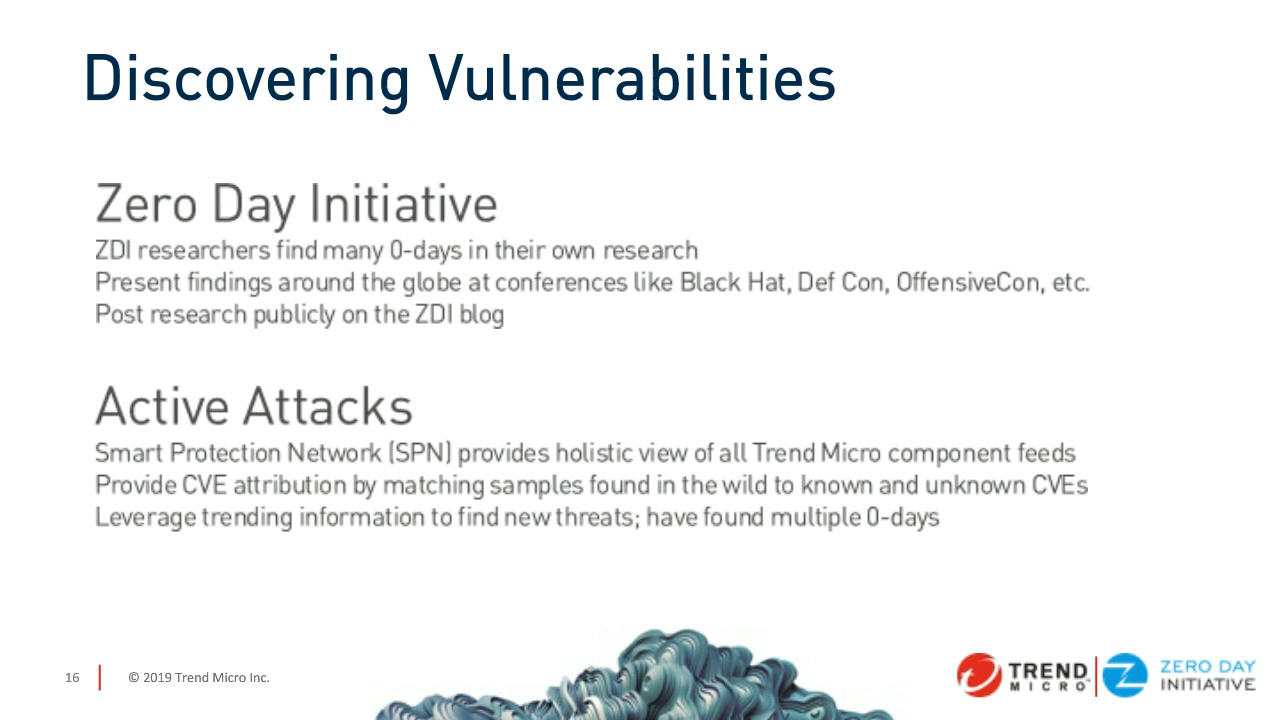 Discovering Vulnerabilities
Zero Day Initiative
ZDI researchers find many 0-days in their own research
Present findings around the globe at conferences like Black Hat, Def Con, OffensiveCon, etc.
Post research publicly on the ZDI blog
Active Attacks
Smart Protection Network (SPN) provides holistic view of all Trend Micro component feeds
Provide CVE attribution by matching samples found in the wild to known and unknown CVEs
Leverage trending information to find new threats; have found multiple 0-days
16
© 2019 Trend Micro Inc.
TREND
MICRO™
ZERO DAY
INITIATIVE